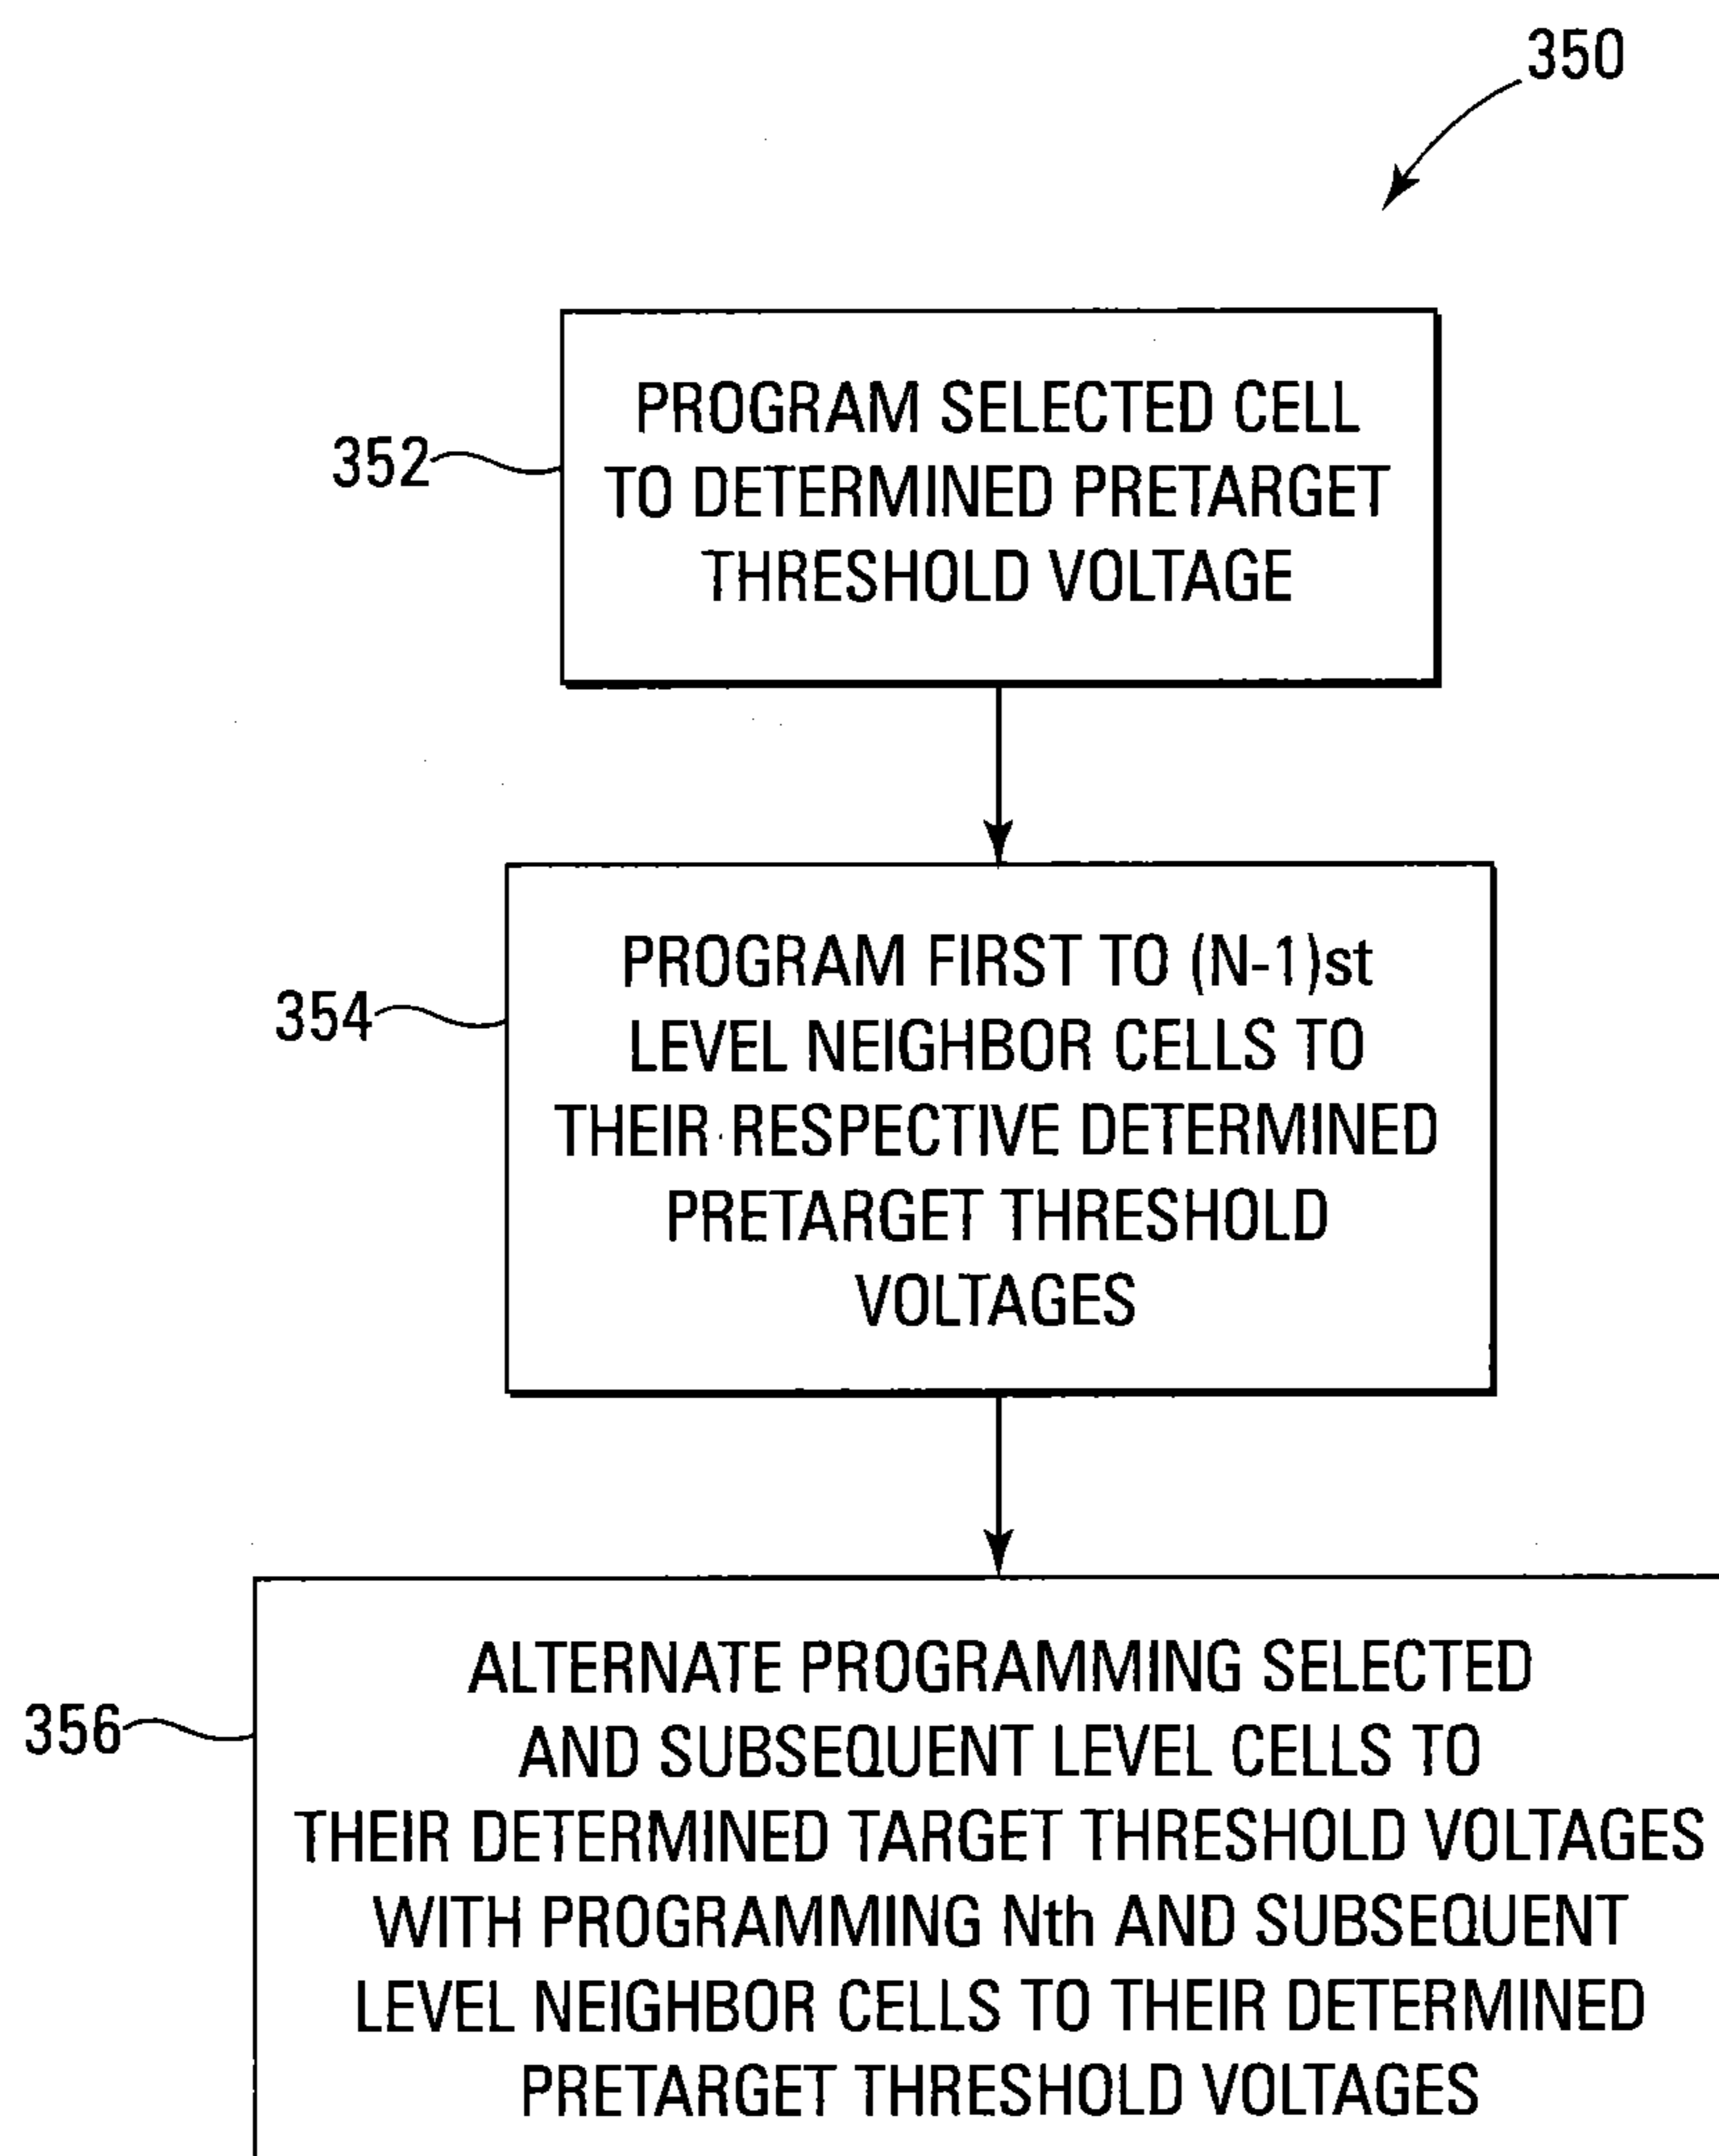 350
352
PROGRAM SELECTED CELL
TO DETERMINED PRETARGET
THRESHOLD VOLTAGE
354
PROGRAM FIRST TO (N-1)st
LEVEL NEIGHBOR CELLS TO
THEIR RESPECTIVE DETERMINED
PRETARGET THRESHOLD
VOLTAGES
356
ALTERNATE PROGRAMMING SELECTED
AND SUBSEQUENT LEVEL CELLS TO
THEIR DETERMINED TARGET THRESHOLD VOLTAGES
WITH PROGRAMMING Nth AND SUBSEQUENT
LEVEL NEIGHBOR CELLS TO THEIR DETERMINED
PRETARGET THRESHOLD VOLTAGES